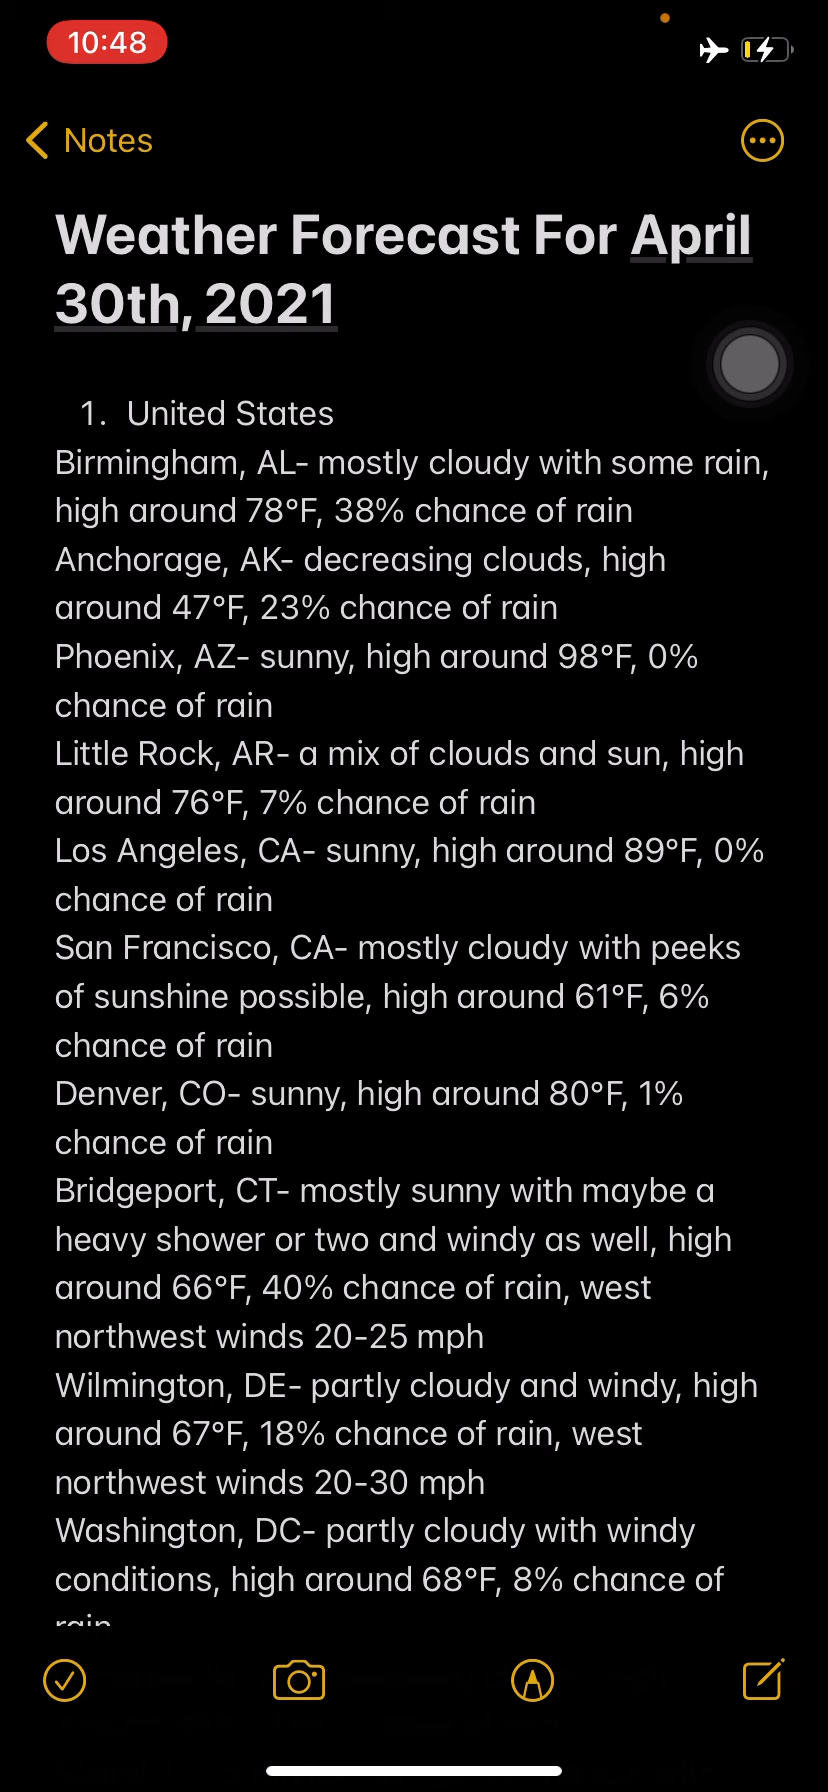 10:48
Notes
Weather Forecast For April
30th, 2021
1. United States
Birmingham, AL- mostly cloudy with some rain,
high around 78°F, 38% chance of rain
Anchorage, AK- decreasing clouds, high
around 47°F, 23% chance of rain
Phoenix, AZ- sunny, high around 98°F, 0%
chance of rain
Little Rock, AR- a mix of clouds and sun, high
around 76°F, 7% chance of rain
Los Angeles, CA- sunny, high around 89°F, 0%
chance of rain
San Francisco, CA- mostly cloudy with peeks
of sunshine possible, high around 61°F, 6%
chance of rain
Denver, CO- sunny, high around 80°F, 1%
chance of rain
Bridgeport, CT- mostly sunny with maybe a
heavy shower or two and windy as well, high
around 66°F, 40% chance of rain, west
northwest winds 20-25 mph
Wilmington, DE- partly cloudy and windy, high
around 67°F, 18% chance of rain, west
northwest winds 20-30 mph
Washington, DC- partly cloudy with windy
conditions, high around 68°F, 8% chance of
rain